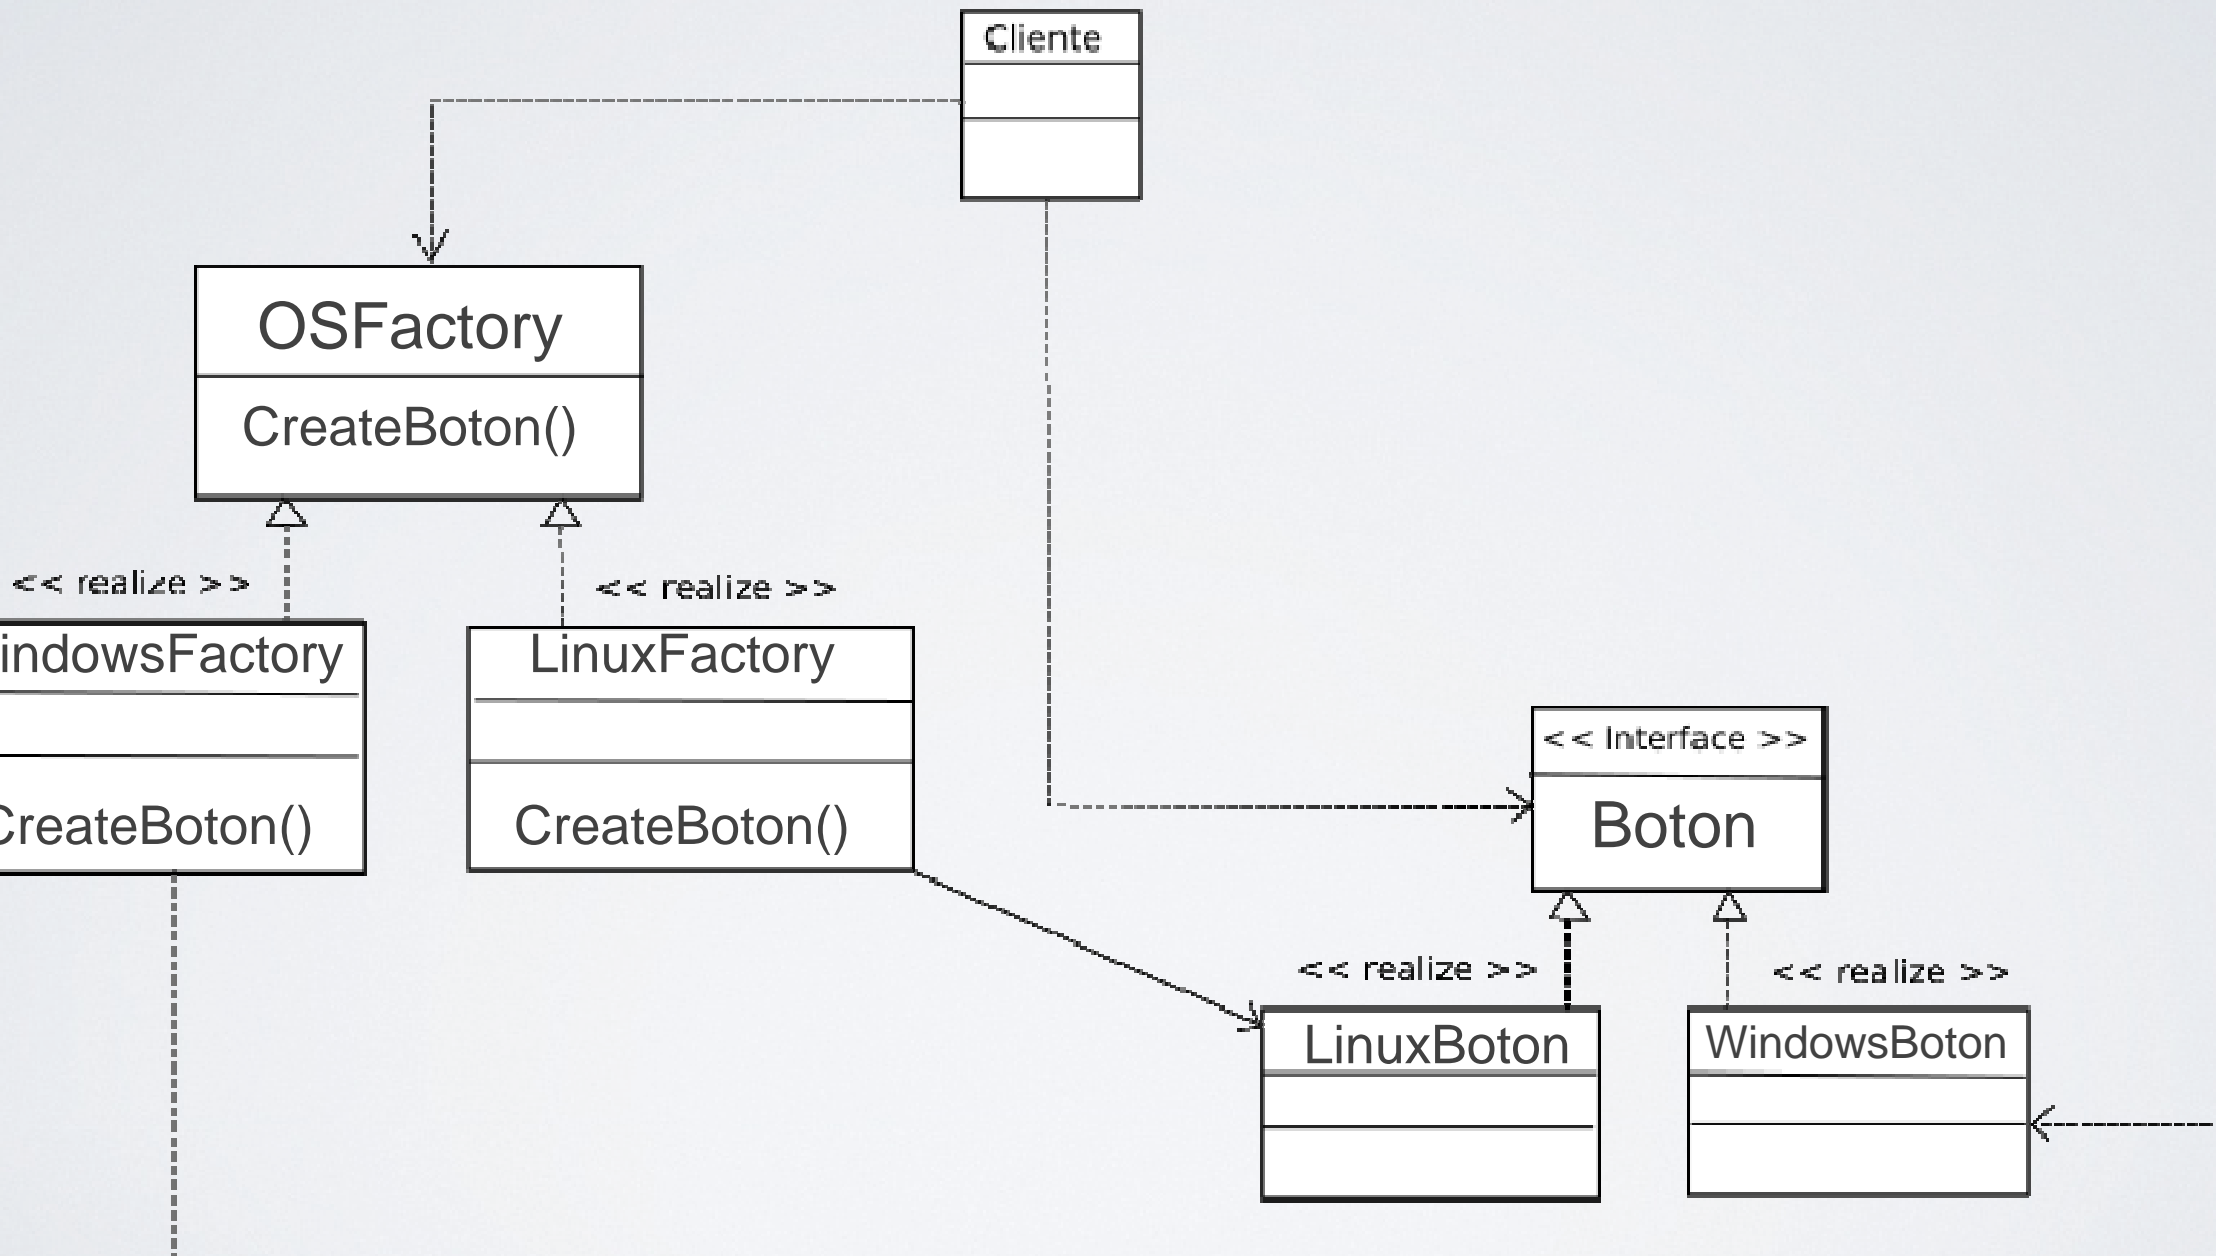 Cliente
OSFactory
CreateBoton()
<< realize >>
<< realize >>
indowsFactory
CreateBoton()
LinuxFactory
CreateBoton()
<< Interface >>
Boton
<< realize >>
<< realize >>
LinuxBoton
WindowsBoton